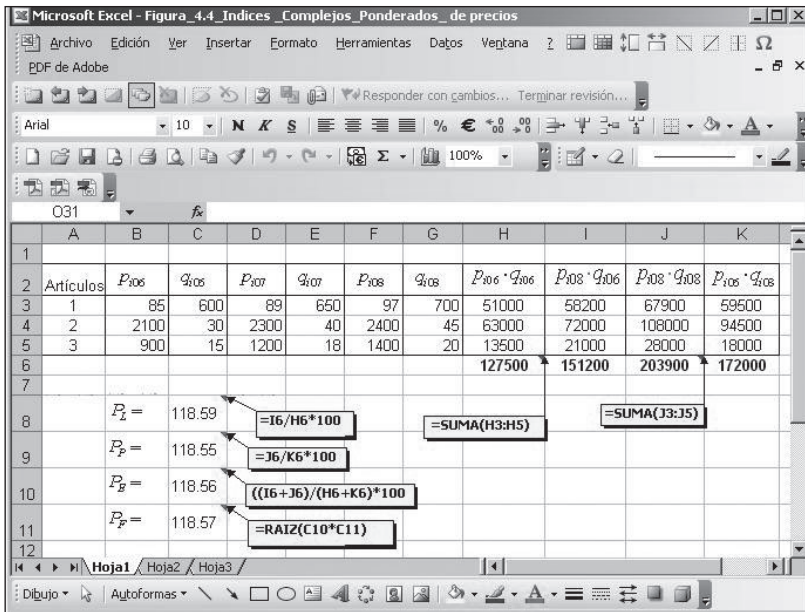 Microsoft Excel - Figura_4.4_Indices _Complejos_Ponderados_ de precios
Archivo Edición Ver Insertar Formato Herramientas Datos Ventana ?
PDF de Adobe
Responder con cambios... Terminar revisión...
Arial 10 N K S % €
Σ 100%
O31 fx
A B C D E F G H I J K
1
2 Artículos p_i06 q_i06 p_i07 q_i07 p_i08 q_i08 p_i06·q_i06 p_i08·q_i06 p_i08·q_i08 p_i06·q_i08
3 1 85 600 89 650 97 700 51000 58200 67900 59500
4 2 2100 30 2300 40 2400 45 63000 72000 108000 94500
5 3 900 15 1200 18 1400 20 13500 21000 28000 18000
6 127500 151200 203900 172000
7
8 P_L = 118.59 =I6/H6*100 =SUMA(H3:H5) =SUMA(J3:J5)
9 P_P = 118.55 =J6/K6*100
10 P_E = 118.56 ((I6+J6)/(H6+K6)*100
11 P_F = 118.57 =RAIZ(C10*C11)
12
Hoja1 Hoja2 Hoja3
Dibujo Autoformas